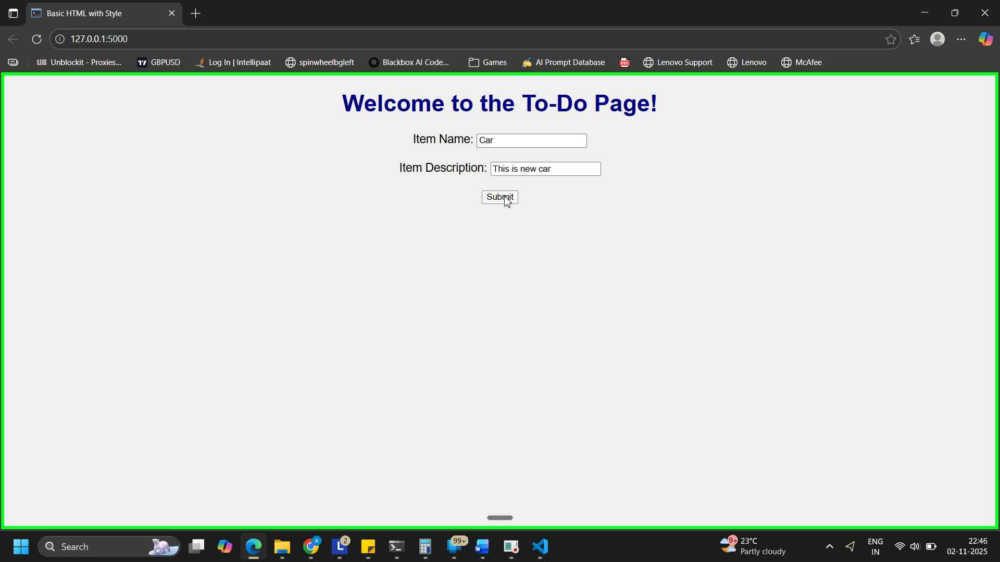 Basic HTML with Style
127.0.0.1:5000
UB Unblockit - Proxies... GBPUSD Log In | Intellipaat spinwheelbgleft Blackbox AI Code... Games AI Prompt Database PDF Lenovo Support Lenovo McAfee
Welcome to the To-Do Page!
Item Name: Car
Item Description: This is new car
Submit
Search
A
L 2
99+
W
9+ 23°C
Partly cloudy
ENG
IN
22:46
02-11-2025